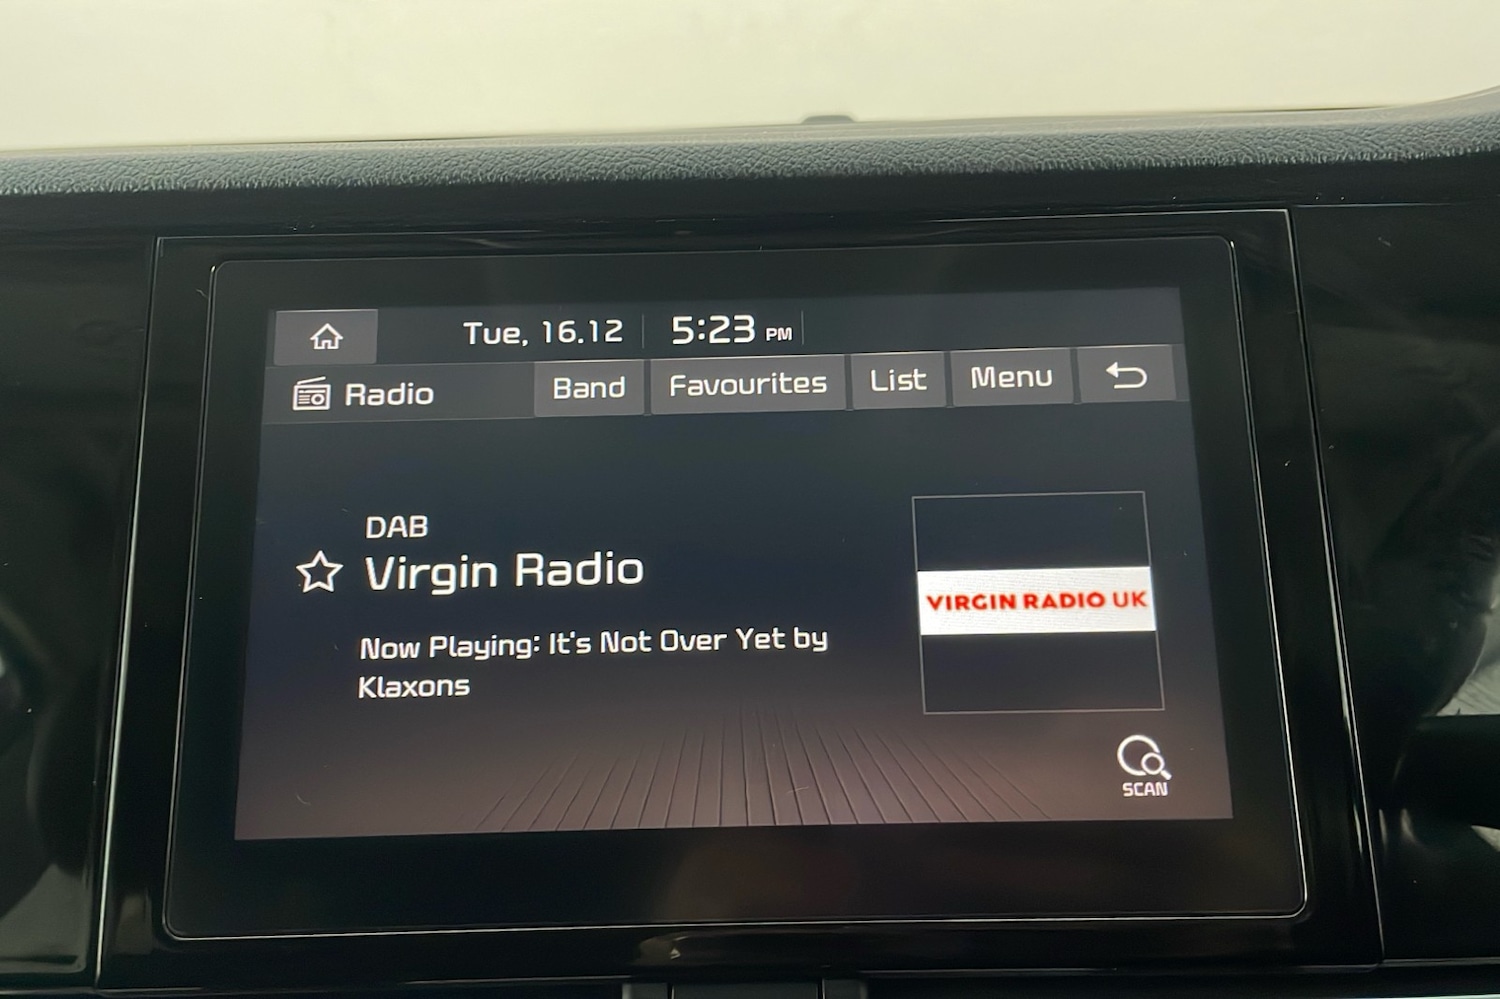 Tue, 16.12 5:23 PM
Radio Band Favourites List Menu
DAB
Virgin Radio
Now Playing: It's Not Over Yet by
Klaxons
VIRGIN RADIO UK
SCAN